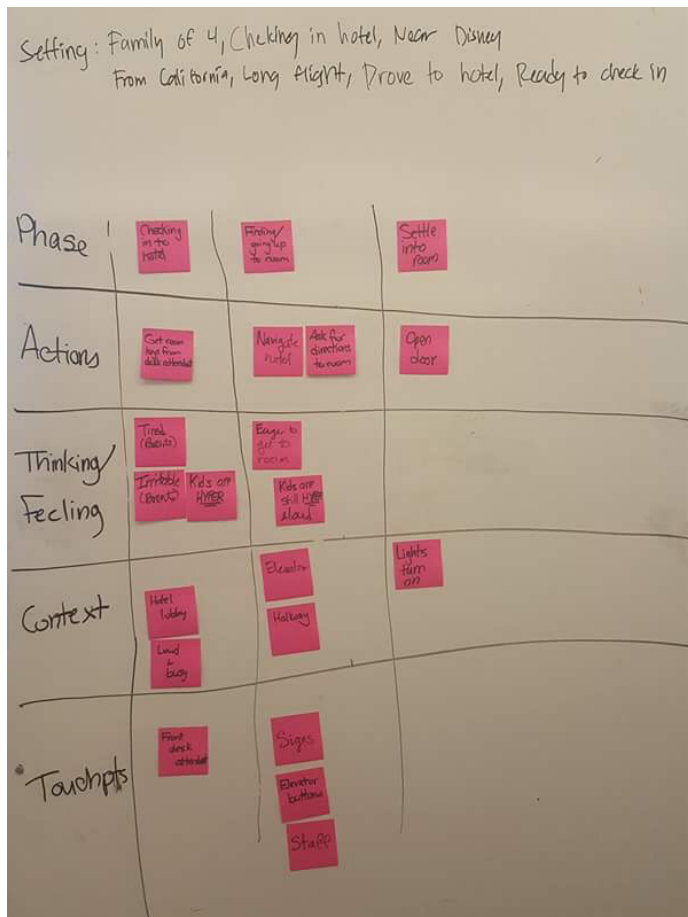 Setting: Family of 4, Cheking in hotel, Near Disney
From California, Long flight, Drove to hotel, Ready to check in
Phase
Checking
in to
hotel
Finding/
going up
to room
Settle
into
room
Actions
Get room
keys from
desk attendant
Navigate
hotel
Ask for
directions
to room
Open
door
Thinking/
Feeling
Tired
(Parents)
Irritable
(Parents)
Kids are
HYPER
Eager to
get to
room
Kids are
still HYPER
& loud
Context
Hotel
lobby
Loud
&
busy
Elevator
Hallway
Lights
turn
on
Touchpts
Front
desk
attendant
Signs
Elevator
buttons
Staff